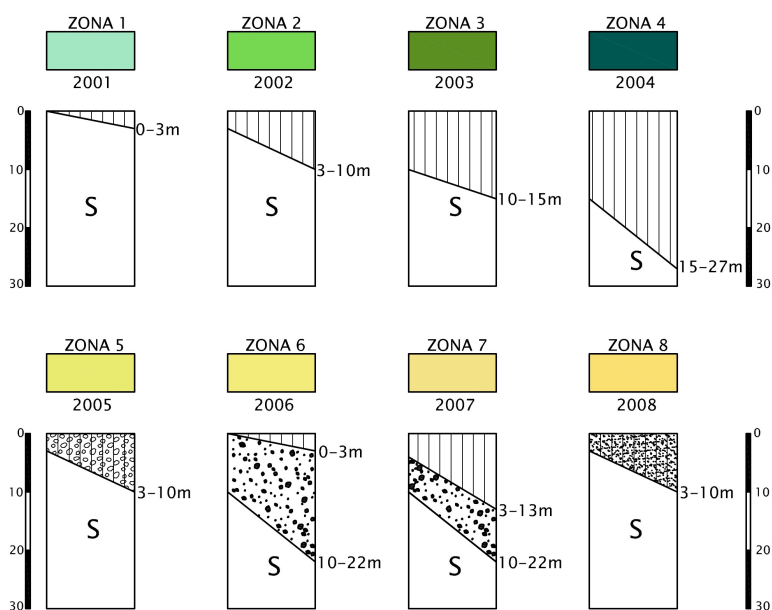 ZONA 1 ZONA 2 ZONA 3 ZONA 4
2001 2002 2003 2004
0 0
0–3m
10 3–10m 10
10–15m
S S S
20 20
S 15–27m
30 30
ZONA 5 ZONA 6 ZONA 7 ZONA 8
2005 2006 2007 2008
0 0
0–3m
10 3–10m 3–10m 10
3–13m
S S
20 20
S 10–22m S 10–22m
30 30